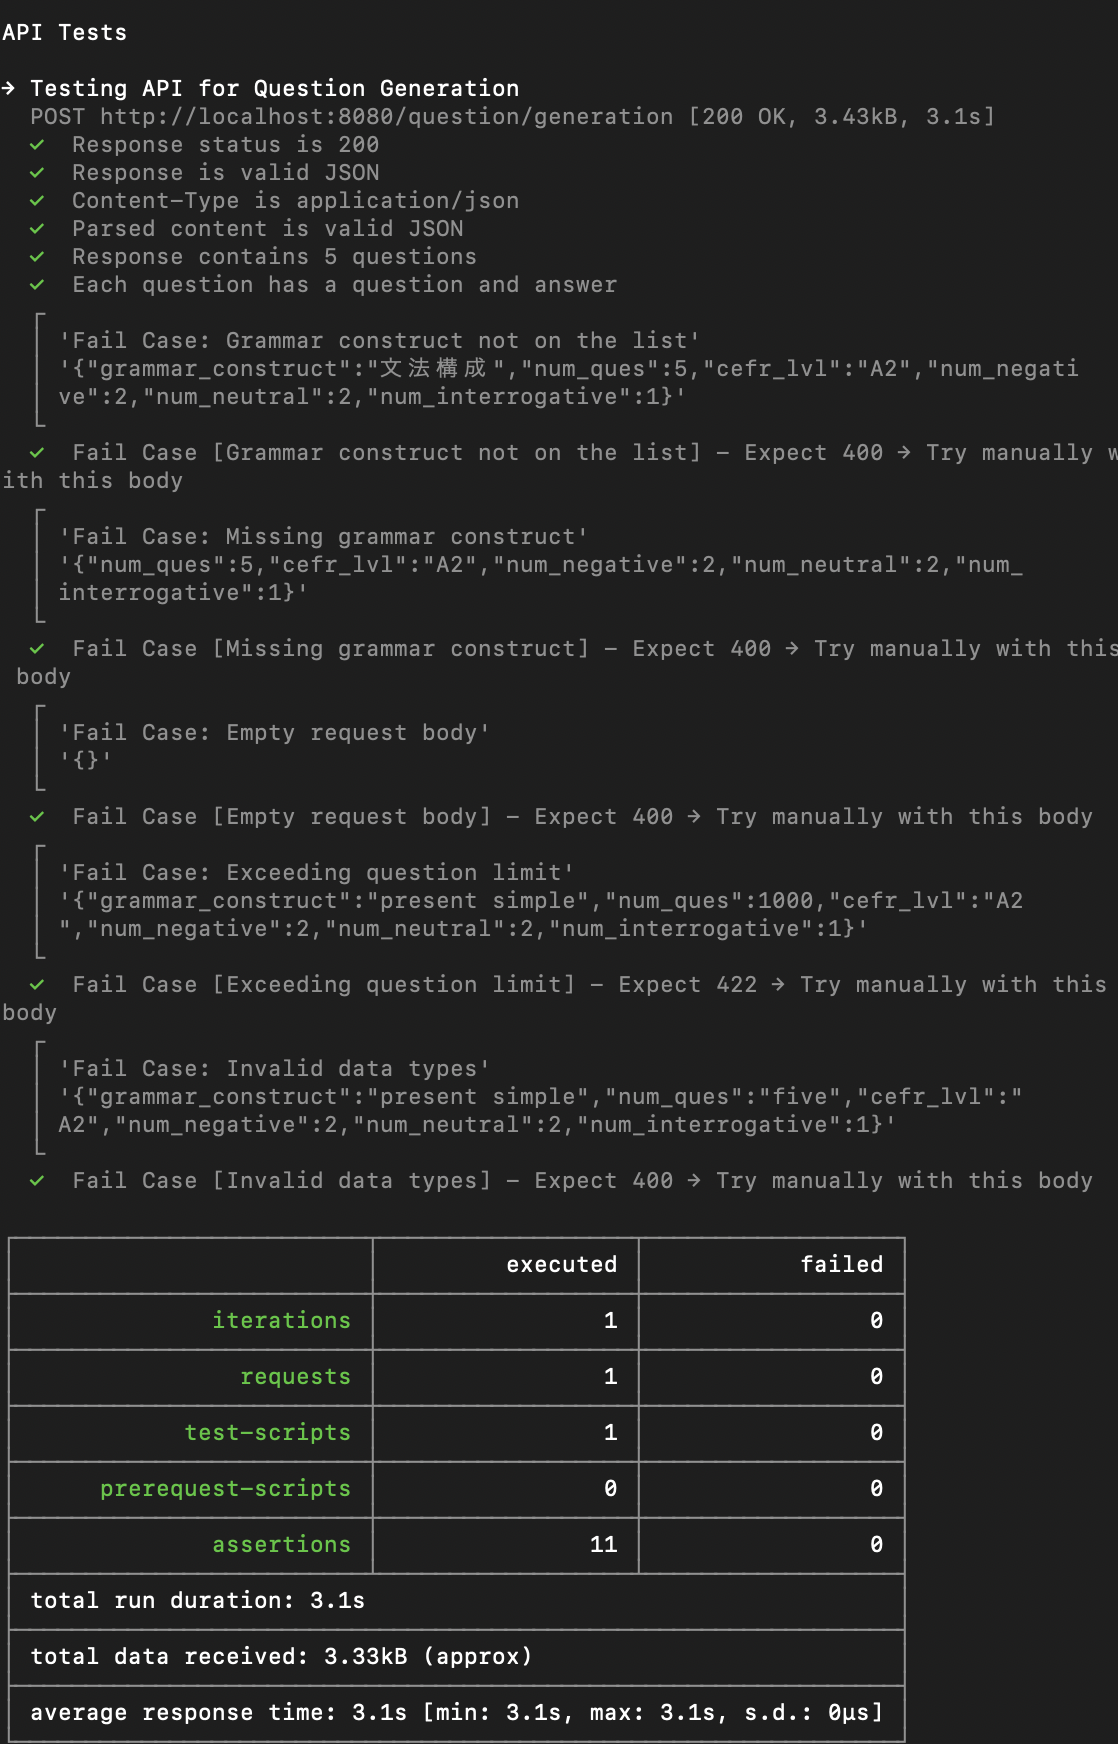 API Tests
→ Testing API for Question Generation
POST http://localhost:8080/question/generation [200 OK, 3.43kB, 3.1s]
✓ Response status is 200
✓ Response is valid JSON
✓ Content-Type is application/json
✓ Parsed content is valid JSON
✓ Response contains 5 questions
✓ Each question has a question and answer
'Fail Case: Grammar construct not on the list'
'{"grammar_construct":"文法構成","num_ques":5,"cefr_lvl":"A2","num_negati
ve":2,"num_neutral":2,"num_interrogative":1}'
✓ Fail Case [Grammar construct not on the list] – Expect 400 → Try manually w
ith this body
'Fail Case: Missing grammar construct'
'{"num_ques":5,"cefr_lvl":"A2","num_negative":2,"num_neutral":2,"num_
interrogative":1}'
✓ Fail Case [Missing grammar construct] – Expect 400 → Try manually with this
body
'Fail Case: Empty request body'
'{}'
✓ Fail Case [Empty request body] – Expect 400 → Try manually with this body
'Fail Case: Exceeding question limit'
'{"grammar_construct":"present simple","num_ques":1000,"cefr_lvl":"A2
","num_negative":2,"num_neutral":2,"num_interrogative":1}'
✓ Fail Case [Exceeding question limit] – Expect 422 → Try manually with this
body
'Fail Case: Invalid data types'
'{"grammar_construct":"present simple","num_ques":"five","cefr_lvl":"
A2","num_negative":2,"num_neutral":2,"num_interrogative":1}'
✓ Fail Case [Invalid data types] – Expect 400 → Try manually with this body
executed failed
iterations 1 0
requests 1 0
test-scripts 1 0
prerequest-scripts 0 0
assertions 11 0
total run duration: 3.1s
total data received: 3.33kB (approx)
average response time: 3.1s [min: 3.1s, max: 3.1s, s.d.: 0µs]